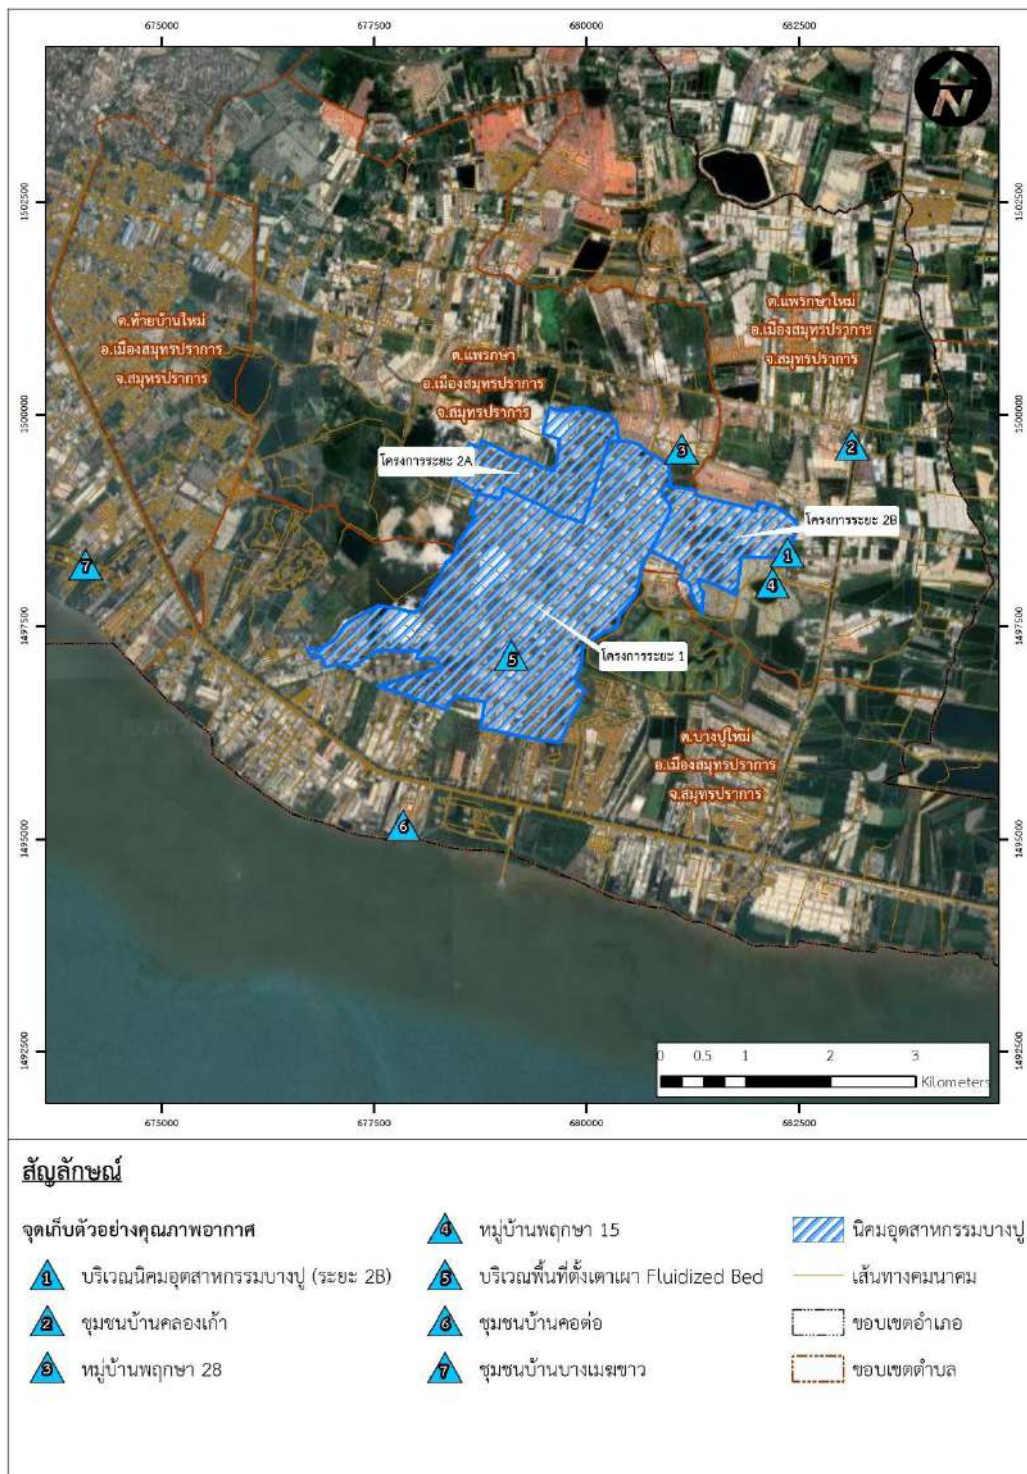 675000
677500
680000
682500
N
1502500
1502500
ต.ท้ายบ้านใหม่
อ.เมืองสมุทรปราการ
จ.สมุทรปราการ
ต.แพรกษา
อ.เมืองสมุทรปราการ
จ.สมุทรปราการ
ต.แพรกษาใหม่
อ.เมืองสมุทรปราการ
จ.สมุทรปราการ
1500000
1500000
3
2
โครงการระยะ 2A
โครงการระยะ 2B
1
4
7
1497500
1497500
โครงการระยะ 1
5
ต.บางปูใหม่
อ.เมืองสมุทรปราการ
จ.สมุทรปราการ
6
1495000
1495000
1492500
1492500
0 0.5 1 2 3
Kilometers
675000
677500
680000
682500
สัญลักษณ์
จุดเก็บตัวอย่างคุณภาพอากาศ
1 บริเวณนิคมอุตสาหกรรมบางปู (ระยะ 2B)
2 ชุมชนบ้านคลองเก้า
3 หมู่บ้านพฤกษา 28
4 หมู่บ้านพฤกษา 15
5 บริเวณพื้นที่ตั้งเตาเผา Fluidized Bed
6 ชุมชนบ้านคอต่อ
7 ชุมชนบ้านบางเมฆขาว
นิคมอุตสาหกรรมบางปู
เส้นทางคมนาคม
ขอบเขตอำเภอ
ขอบเขตตำบล